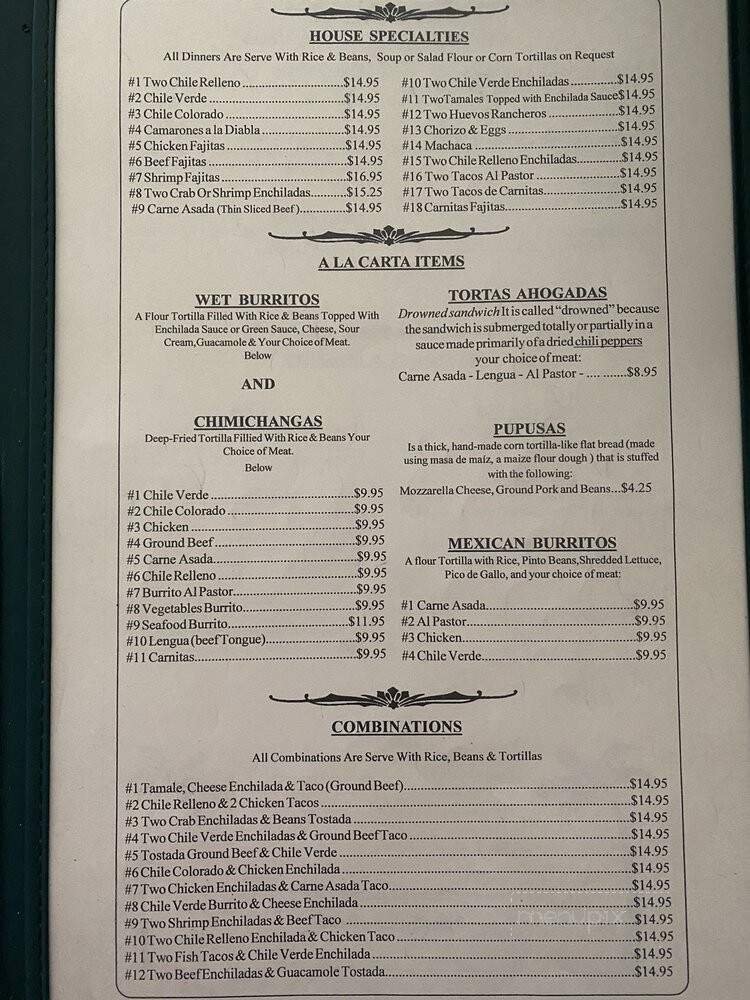 HOUSE SPECIALTIES
All Dinners Are Serve With Rice & Beans, Soup or Salad Flour or Corn Tortillas on Request
#1 Two Chile Relleno ...............................$14.95
#2 Chile Verde .........................................$14.95
#3 Chile Colorado ....................................$14.95
#4 Camarones a la Diabla .........................$14.95
#5 Chicken Fajitas ....................................$14.95
#6 Beef Fajitas ..........................................$14.95
#7 Shrimp Fajitas ......................................$16.95
#8 Two Crab Or Shrimp Enchiladas...........$15.25
#9 Carne Asada (Thin Sliced Beef)..............$14.95
#10 Two Chile Verde Enchiladas ..............$14.95
#11 TwoTamales Topped with Enchilada Sauce$14.95
#12 Two Huevos Rancheros .....................$14.95
#13 Chorizo & Eggs .................................$14.95
#14 Machaca ...........................................$14.95
#15 Two Chile Relleno Enchiladas.............$14.95
#16 Two Tacos Al Pastor .........................$14.95
#17 Two Tacos de Carnitas.......................$14.95
#18 Carnitas Fajitas..................................$14.95
A LA CARTA ITEMS
WET BURRITOS
A Flour Tortilla Filled With Rice & Beans Topped With
Enchilada Sauce or Green Sauce, Cheese, Sour
Cream,Guacamole & Your Choice of Meat.
Below
AND
CHIMICHANGAS
Deep-Fried Tortilla Fillied With Rice & Beans Your
Choice of Meat.
Below
#1 Chile Verde ............................................$9.95
#2 Chile Colorado .......................................$9.95
#3 Chicken ..................................................$9.95
#4 Ground Beef...........................................$9.95
#5 Carne Asada...........................................$9.95
#6 Chile Relleno .........................................$9.95
#7 Burrito Al Pastor.....................................$9.95
#8 Vegetables Burrito..................................$9.95
#9 Seafood Burrito.....................................$11.95
#10 Lengua (beef Tongue)...........................$9.95
#11 Carnitas.................................................$9.95
TORTAS AHOGADAS
Drowned sandwich It is called "drowned" because
the sandwich is submerged totally or partially in a
sauce made primarily of a dried chili peppers
your choice of meat:
Carne Asada - Lengua - Al Pastor - .... .......$8.95
PUPUSAS
Is a thick, hand-made corn tortilla-like flat bread (made
using masa de maíz, a maize flour dough ) that is stuffed
with the following:
Mozzarella Cheese, Ground Pork and Beans...$4.25
MEXICAN BURRITOS
A flour Tortilla with Rice, Pinto Beans,Shredded Lettuce,
Pico de Gallo, and your choice of meat:
#1 Carne Asada.............................................$9.95
#2 Al Pastor...................................................$9.95
#3 Chicken....................................................$9.95
#4 Chile Verde...............................................$9.95
COMBINATIONS
All Combinations Are Serve With Rice, Beans & Tortillas
#1 Tamale, Cheese Enchilada & Taco (Ground Beef)....................................................................$14.95
#2 Chile Relleno & 2 Chicken Tacos .............................................................................................$14.95
#3 Two Crab Enchiladas & Beans Tostada ...................................................................................$14.95
#4 Two Chile Verde Enchiladas & Ground Beef Taco ..................................................................$14.95
#5 Tostada Ground Beef & Chile Verde .......................................................................................$14.95
#6 Chile Colorado & Chicken Enchilada ......................................................................................$14.95
#7 Two Chicken Enchiladas & Carne Asada Taco.......................................................................$14.95
#8 Chile Verde Burrito & Cheese Enchilada ................................................................................$14.95
#9 Two Shrimp Enchiladas & Beef Taco .....................................................................................$14.95
#10 Two Chile Relleno Enchilada & Chicken Taco .....................................................................$14.95
#11 Two Fish Tacos & Chile Verde Enchilada .............................................................................$14.95
#12 Two Beef Enchiladas & Guacamole Tostada.........................................................................$14.95